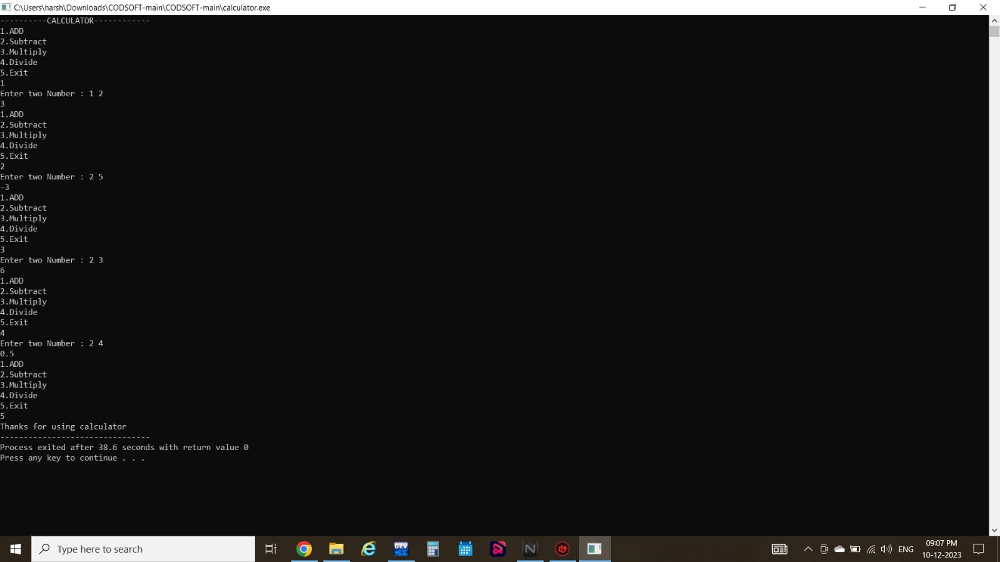 C:\Users\harsh\Downloads\CODSOFT-main\CODSOFT-main\calculator.exe
----------CALCULATOR------------
1.ADD
2.Subtract
3.Multiply
4.Divide
5.Exit
1
Enter two Number : 1 2
3
1.ADD
2.Subtract
3.Multiply
4.Divide
5.Exit
2
Enter two Number : 2 5
-3
1.ADD
2.Subtract
3.Multiply
4.Divide
5.Exit
3
Enter two Number : 2 3
6
1.ADD
2.Subtract
3.Multiply
4.Divide
5.Exit
4
Enter two Number : 2 4
0.5
1.ADD
2.Subtract
3.Multiply
4.Divide
5.Exit
5
Thanks for using calculator
--------------------------------
Process exited after 38.6 seconds with return value 0
Press any key to continue . . .
Type here to search
DEV
N
ENG
09:07 PM
10-12-2023